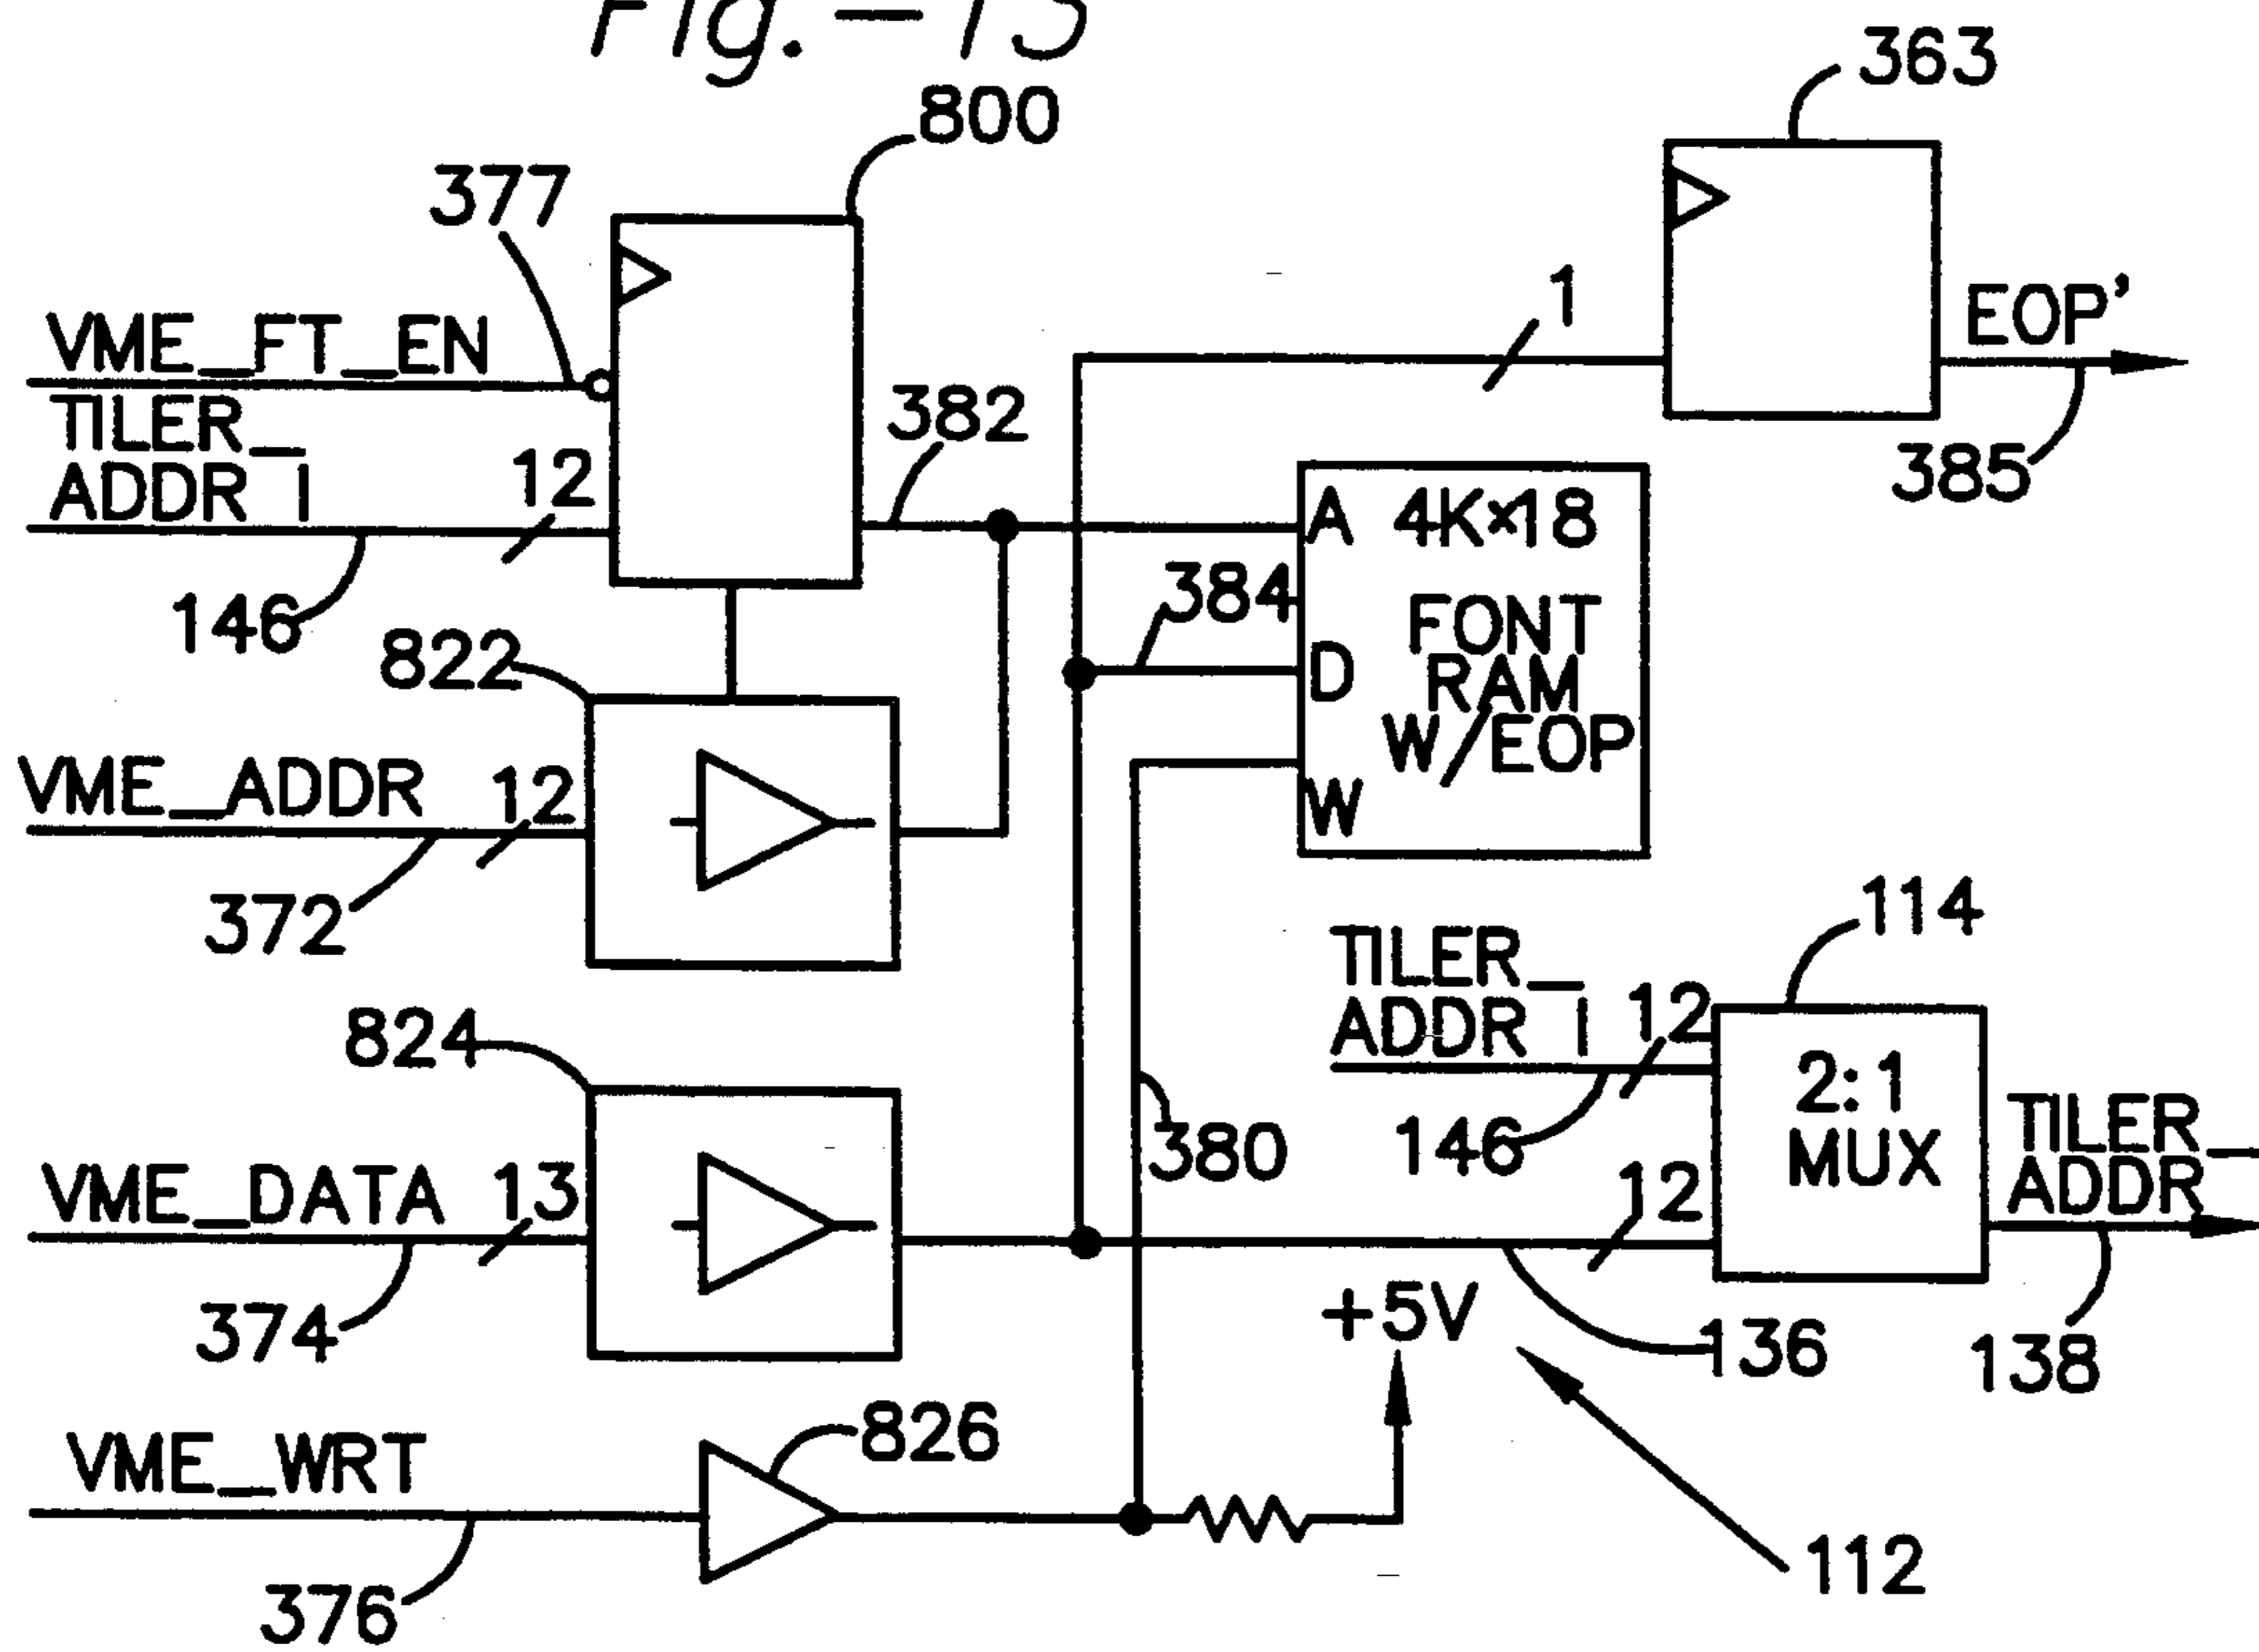 Fig.-13
800
363
377
VME_FT_EN
1
EOP'
TILER_
ADDR_I
12
382
385
A 4K×18
146
384
FONT
822
D RAM
W/EOP
VME_ADDR 12
W
372
114
TILER_
ADDR_I 12
824
2:1
MUX
146
380
TILER_
ADDR
VME_DATA 13
12
374
+5V
136
138
826
VME_WRT
112
376